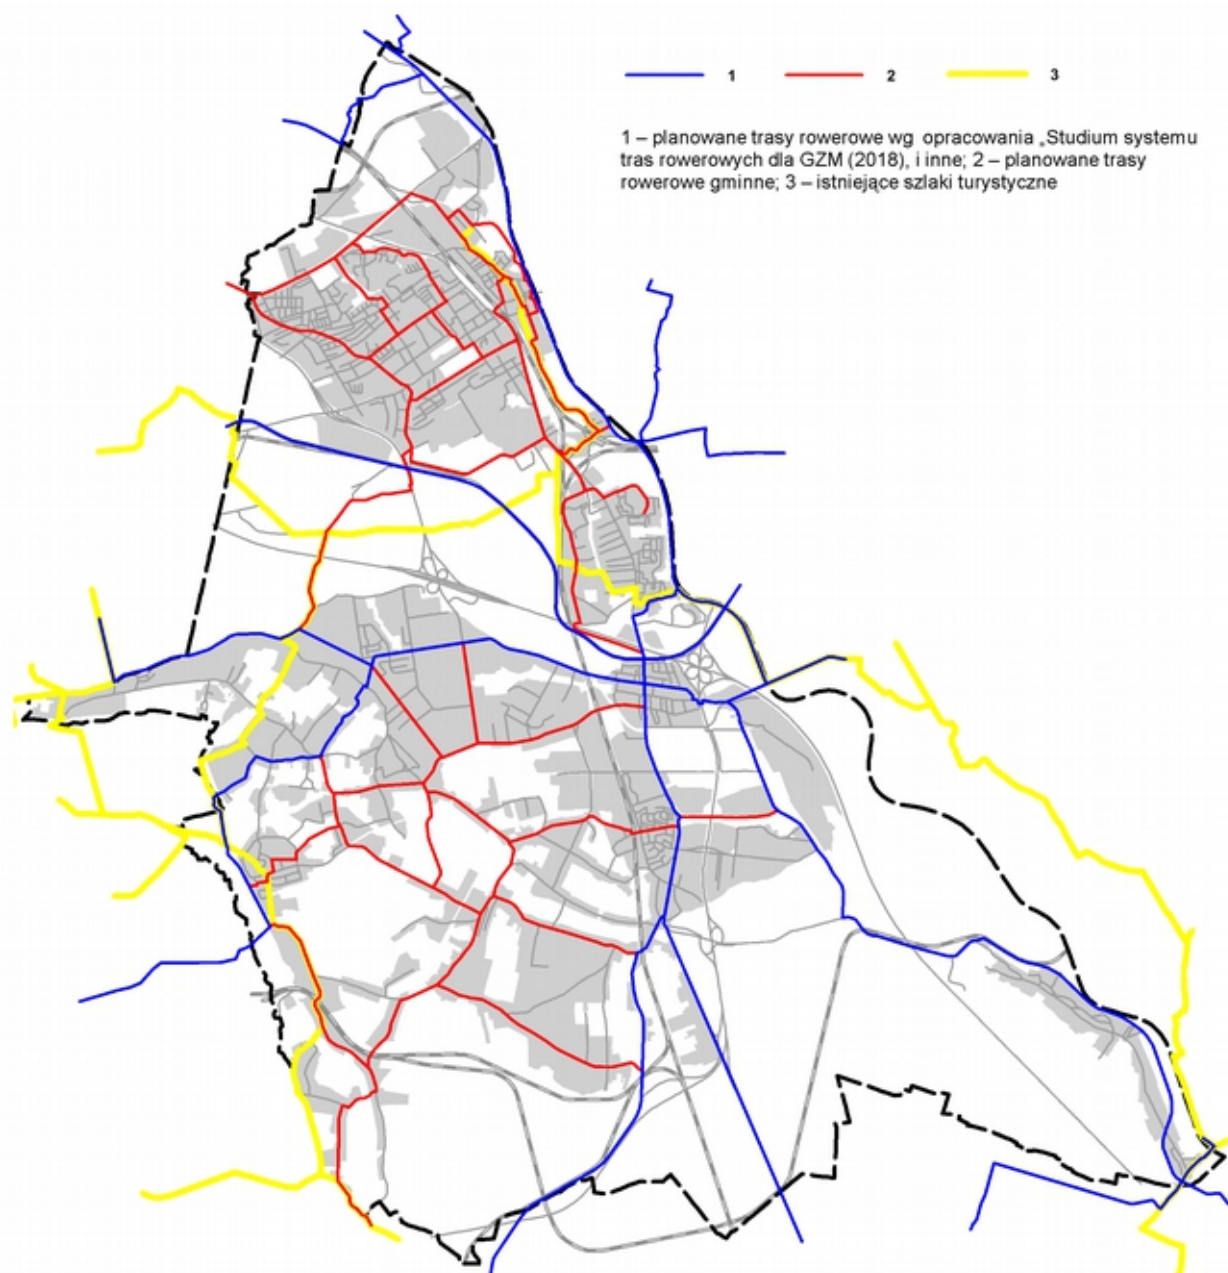 1 2 3
1 – planowane trasy rowerowe wg opracowania „Studium systemu
tras rowerowych dla GZM (2018), i inne; 2 – planowane trasy
rowerowe gminne; 3 – istniejące szlaki turystyczne